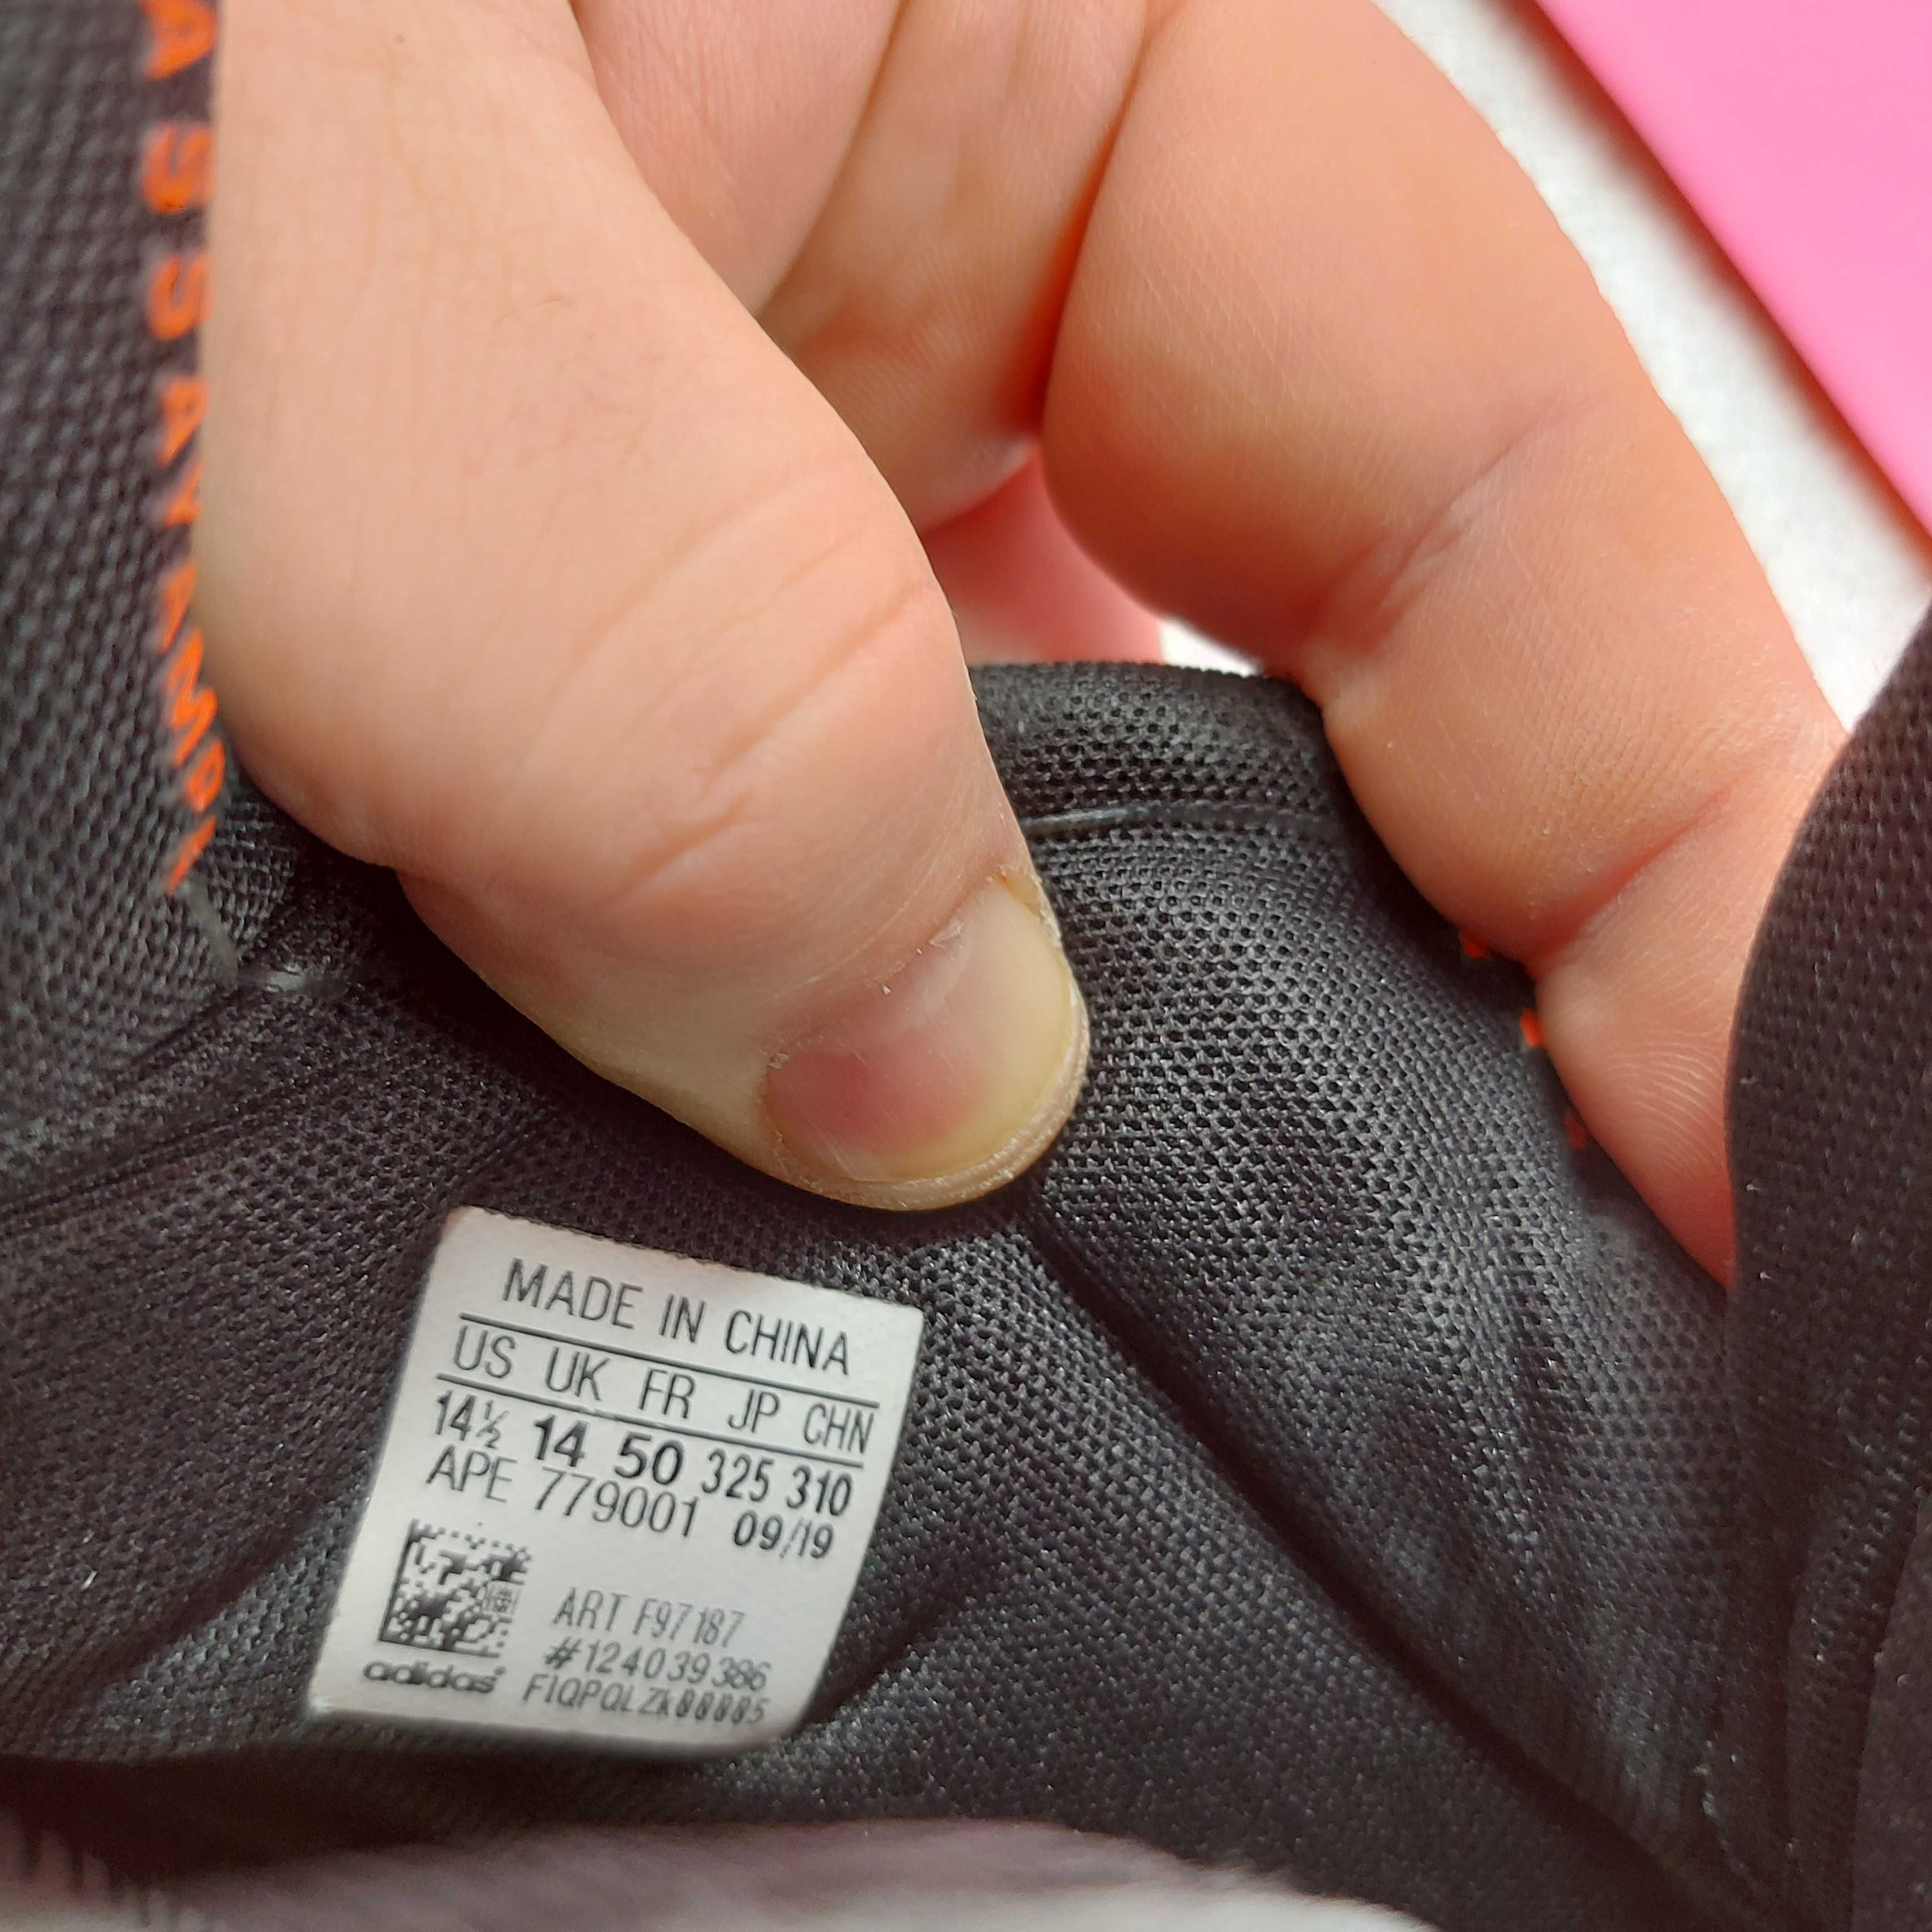 MADE IN CHINA
US UK FR JP CHN
14½ 14 50 325 310
APE 779001 09/19
ART F97187
#124039386
adidas